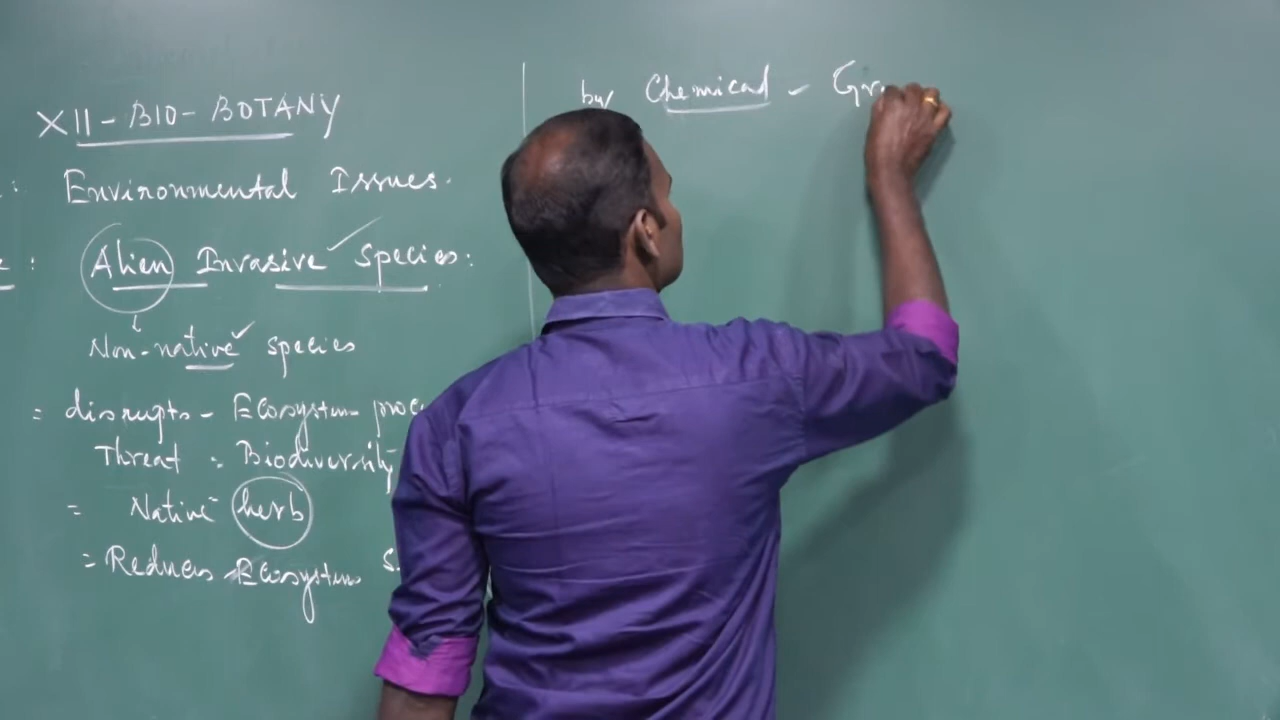 XII - BIO - BOTANY
: Environmental Issues.
: Alien Invasive Species:
Non-native species
= disrupts - Ecosystem
Threat : Biodiversity
= Native herb
= Reduces Ecosystem
by Chemical - Gr